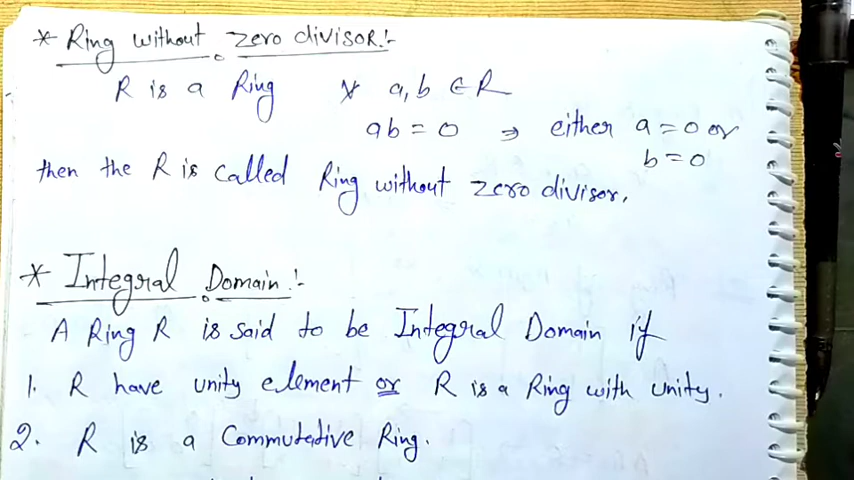 * Ring without zero divisor:-
R is a Ring ∀ a, b ∈ R
ab = 0 ⇒ either a = 0 or
b = 0
then the R is called Ring without zero divisor.
* Integral Domain:-
A Ring R is said to be Integral Domain if
1. R have unity element or R is a Ring with unity.
2. R is a Commutative Ring.